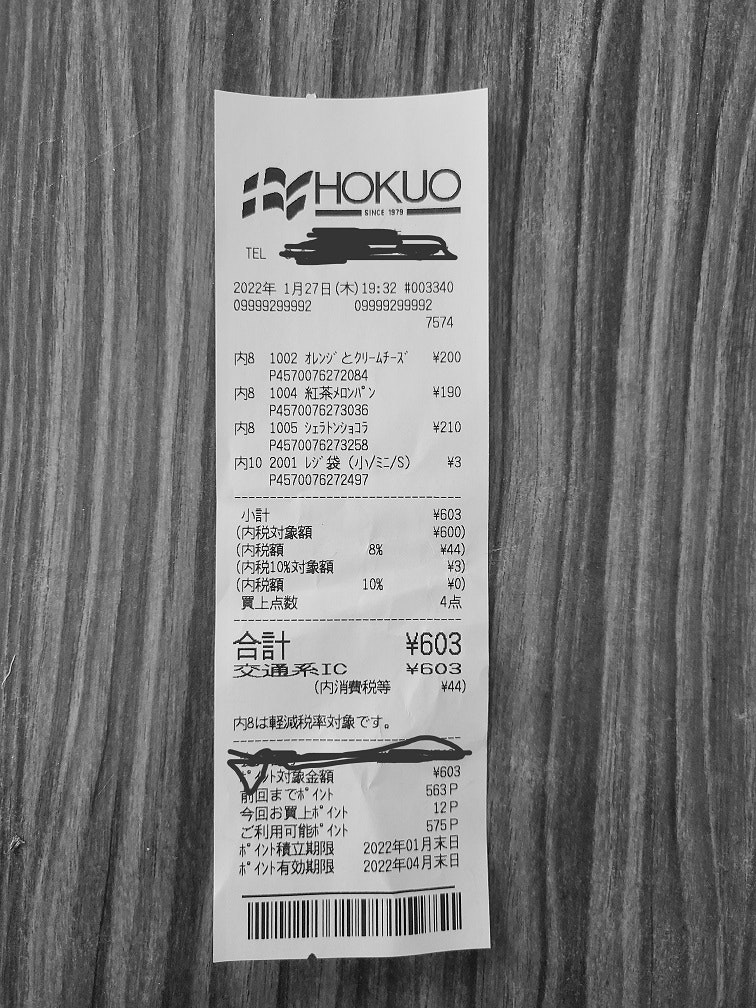 HOKUO
SINCE 1979
TEL
2022年 1月27日(木)19:32 #003340
09999299992 09999299992
7574
内8 1002 オレンジとクリームチーズ ¥200
P4570076272084
内8 1004 紅茶メロンパン ¥190
P4570076273036
内8 1005 シェラトンショコラ ¥210
P4570076273258
内10 2001 レジ袋 (小/ミニ/S) ¥3
P4570076272497
小計 ¥603
(内税対象額 ¥600)
(内税額 8% ¥44)
(内税10%対象額 ¥3)
(内税額 10% ¥0)
買上点数 4点
合計 ¥603
交通系IC ¥603
(内消費税等 ¥44)
内8は軽減税率対象です。
ポイント対象金額 ¥603
前回までポイント 563P
今回お買上ポイント 12P
ご利用可能ポイント 575P
ポイント積立期限 2022年01月末日
ポイント有効期限 2022年04月末日